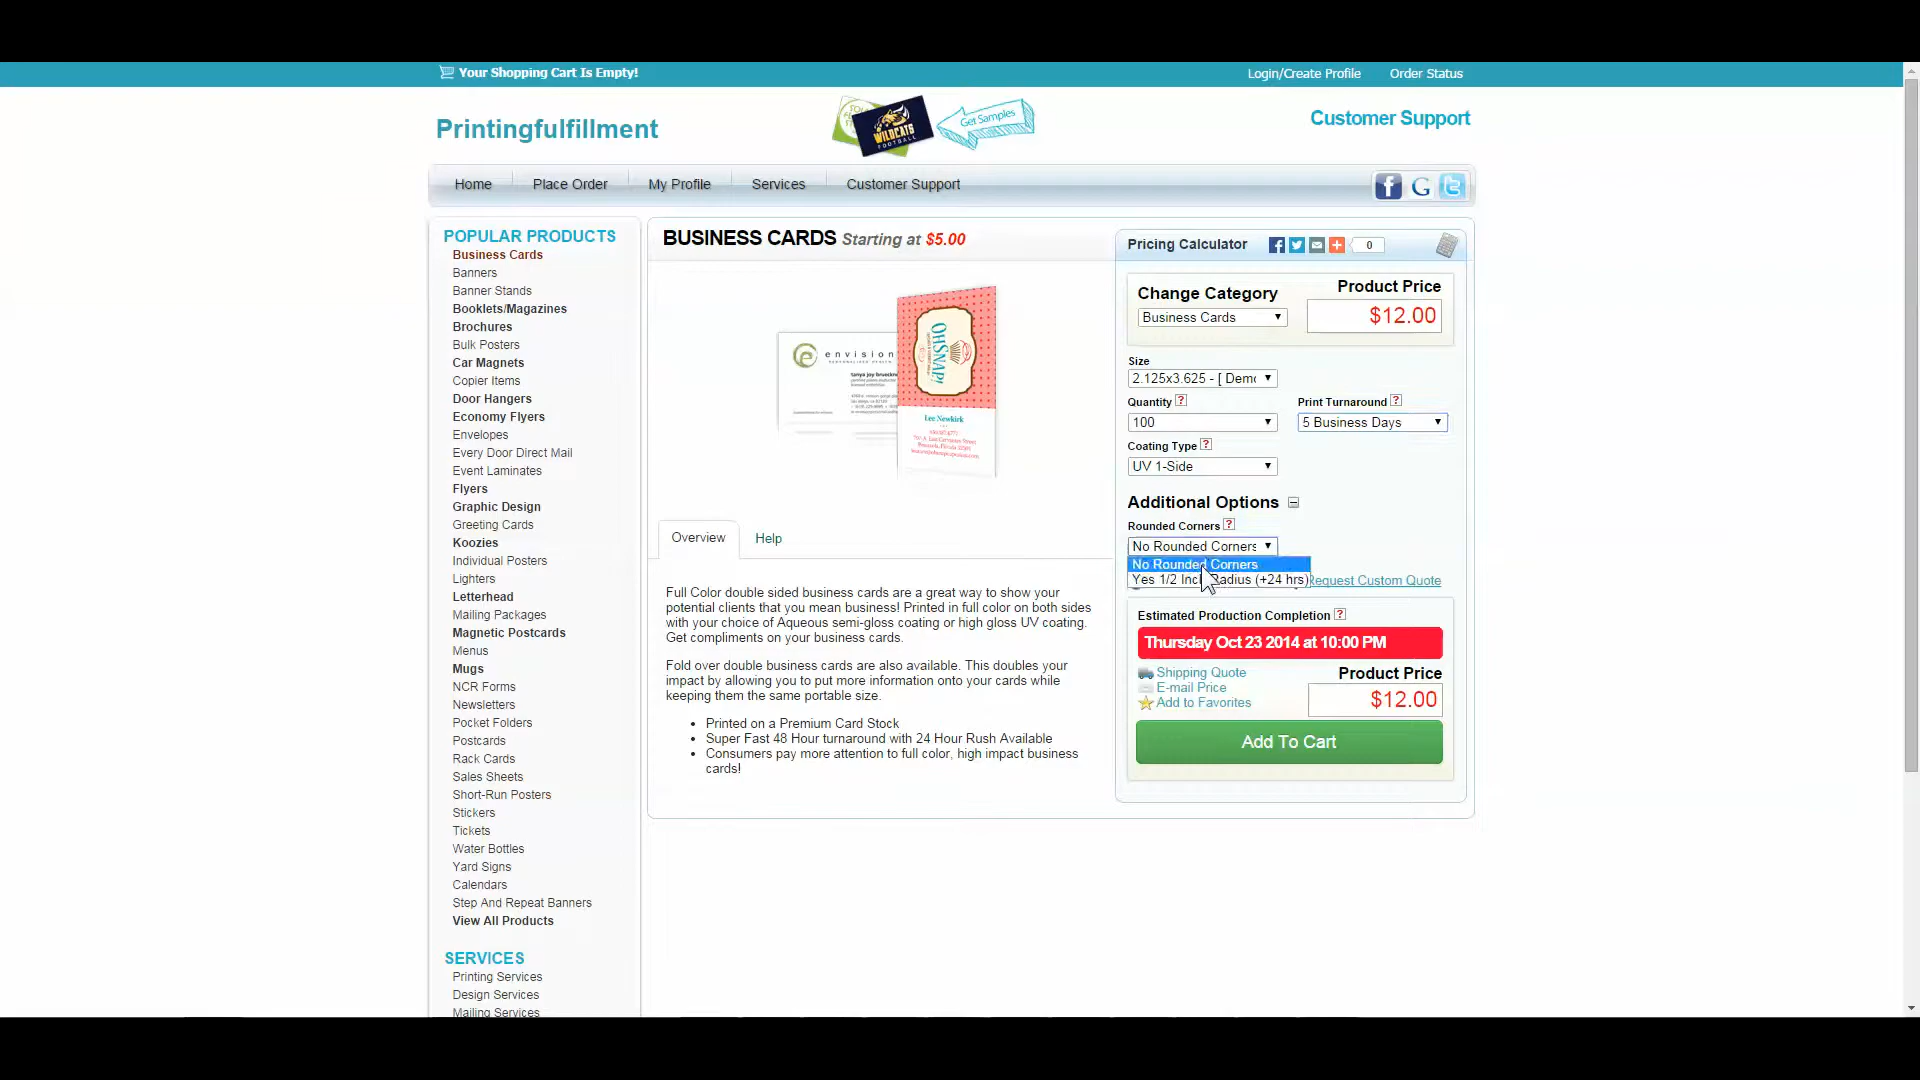 Your Shopping Cart Is Empty!
Login/Create Profile
Order Status
Printingfulfillment
WILDCATS
FOOTBALL
Get Samples
Customer Support
Home
Place Order
My Profile
Services
Customer Support
POPULAR PRODUCTS
Business Cards
Banners
Banner Stands
Booklets/Magazines
Brochures
Bulk Posters
Car Magnets
Copier Items
Door Hangers
Economy Flyers
Envelopes
Every Door Direct Mail
Event Laminates
Flyers
Graphic Design
Greeting Cards
Koozies
Individual Posters
Lighters
Letterhead
Mailing Packages
Magnetic Postcards
Menus
Mugs
NCR Forms
Newsletters
Pocket Folders
Postcards
Rack Cards
Sales Sheets
Short-Run Posters
Stickers
Tickets
Water Bottles
Yard Signs
Calendars
Step And Repeat Banners
View All Products
SERVICES
Printing Services
Design Services
Mailing Services
BUSINESS CARDS Starting at $5.00
envision
OHSNAP!
Lee Newkirk
Overview
Help
Full Color double sided business cards are a great way to show your
potential clients that you mean business! Printed in full color on both sides
with your choice of Aqueous semi-gloss coating or high gloss UV coating.
Get compliments on your business cards.
Fold over double business cards are also available. This doubles your
impact by allowing you to put more information onto your cards while
keeping them the same portable size.
• Printed on a Premium Card Stock
• Super Fast 48 Hour turnaround with 24 Hour Rush Available
• Consumers pay more attention to full color, high impact business
cards!
Pricing Calculator
0
Change Category
Business Cards
Product Price
$12.00
Size
2.125x3.625 - [ Demo
Quantity ?
100
Print Turnaround ?
5 Business Days
Coating Type ?
UV 1-Side
Additional Options
Rounded Corners ?
No Rounded Corners
No Rounded Corners
Yes 1/2 Inch Radius (+24 hrs)
Request Custom Quote
Estimated Production Completion ?
Thursday Oct 23 2014 at 10:00 PM
Shipping Quote
E-mail Price
Add to Favorites
Product Price
$12.00
Add To Cart